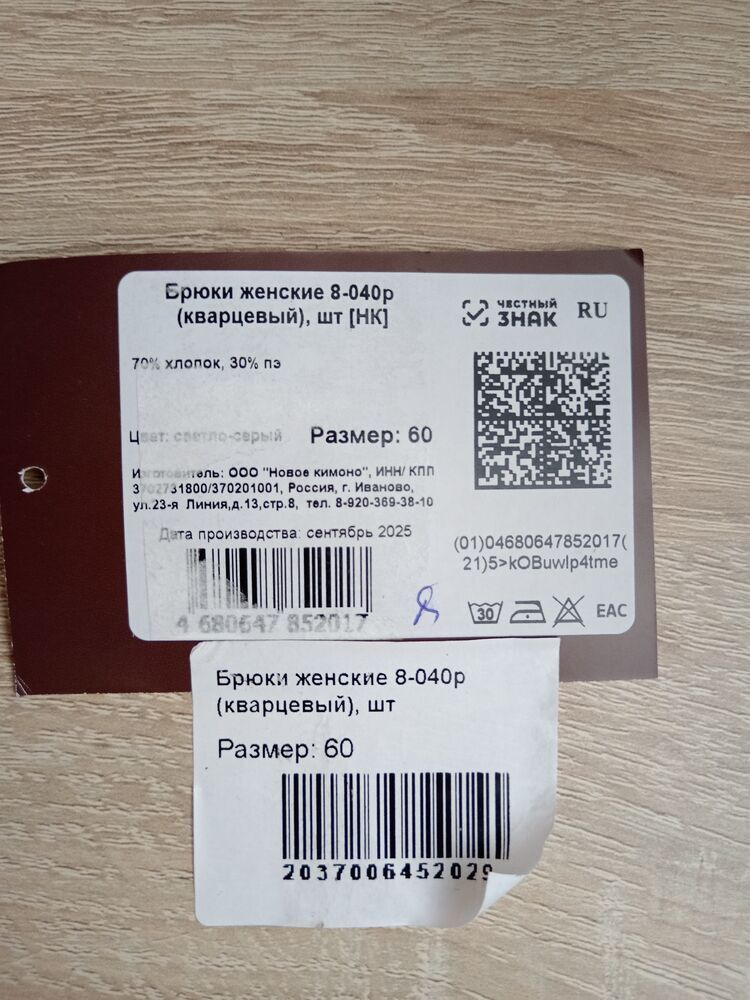 Брюки женские 8-040р
(кварцевый), шт [НК]
ЧЕСТНЫЙ
ЗНАК
RU
70% хлопок, 30% пэ
Цвет: светло-серый
Размер: 60
Изготовитель: ООО "Новое кимоно", ИНН/ КПП
3702731800/370201001, Россия, г. Иваново,
ул.23-я Линия,д.13,стр.8, тел. 8-920-369-38-10
Дата производства: сентябрь 2025
4 680647 852017
(01)04680647852017(
21)5>kOBuwlp4tme
30
EAC
Брюки женские 8-040р
(кварцевый), шт
Размер: 60
2037006452029